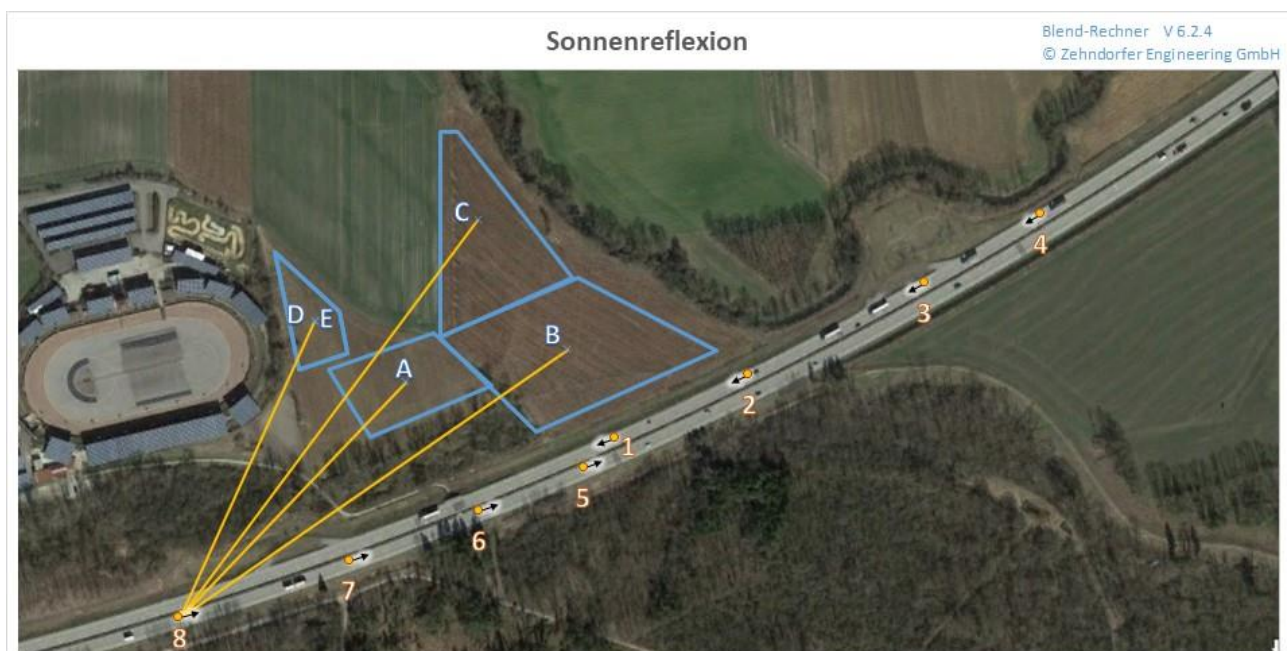 Sonnenreflexion
Blend-Rechner V 6.2.4
© Zehndorfer Engineering GmbH
C
4
D E
3
B
A
2
1
5
6
7
8